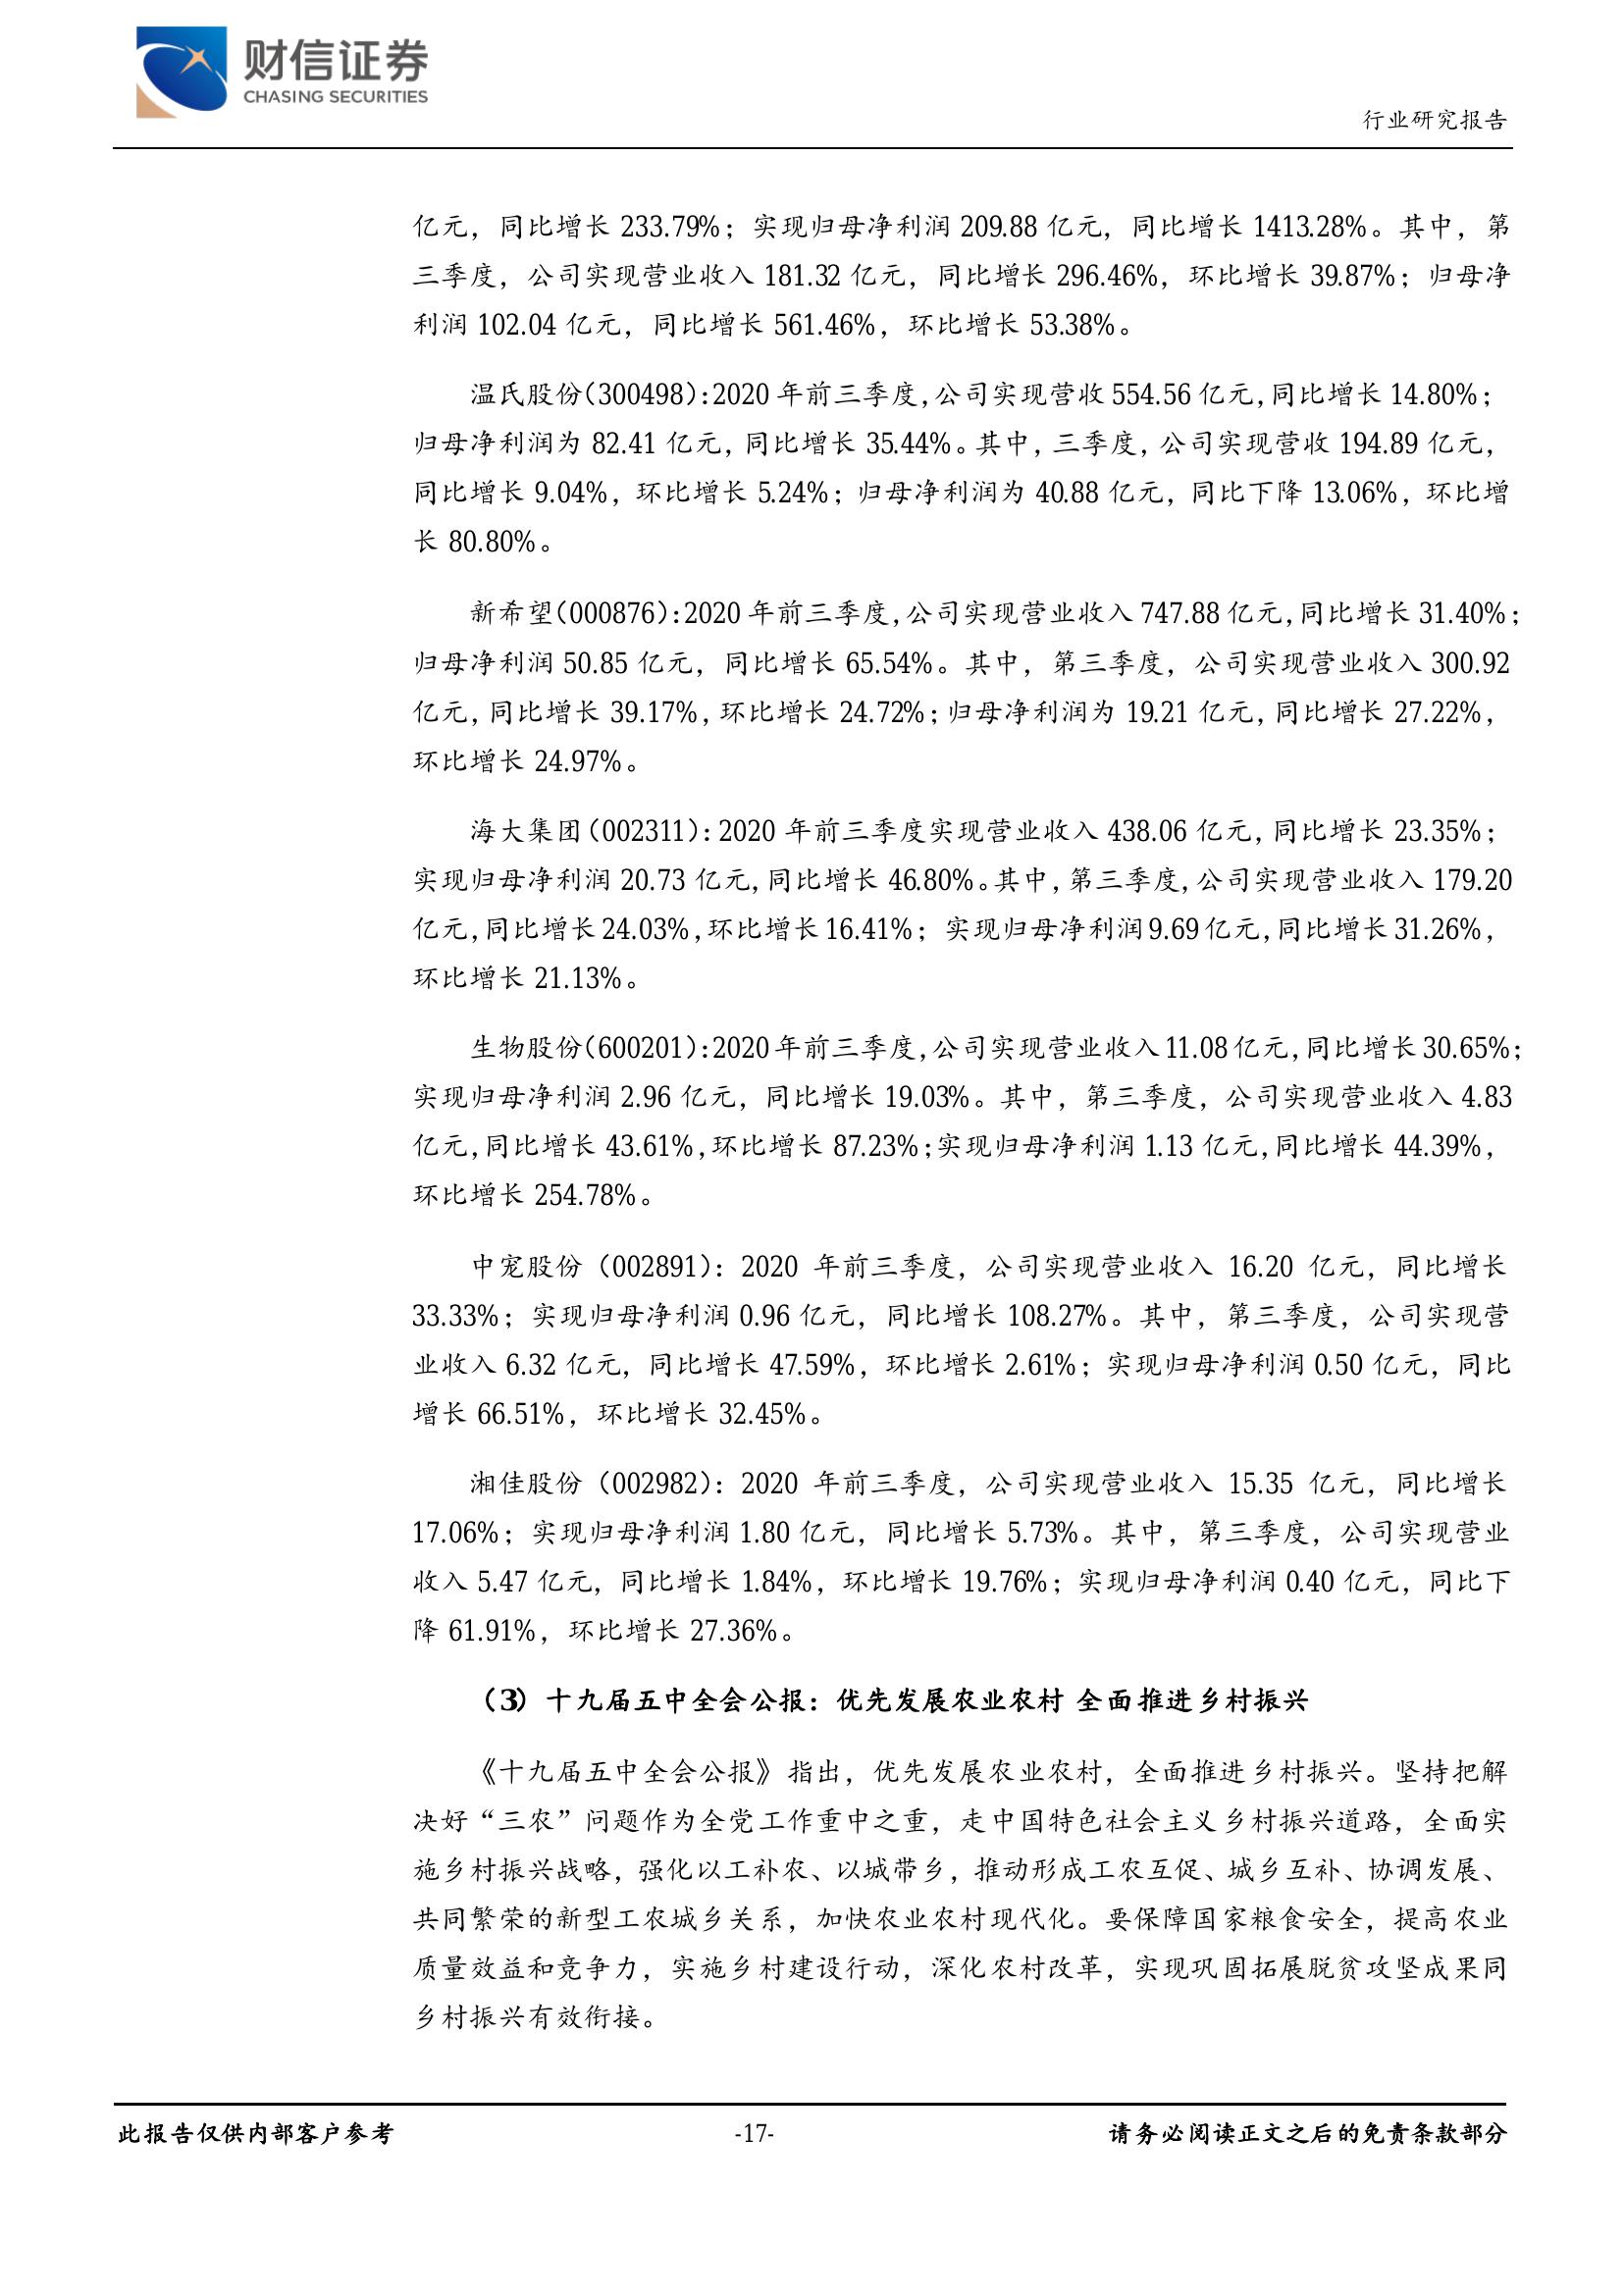 财信证券
CHASING SECURITIES
行业研究报告
亿元，同比增长 233.79%；实现归母净利润 209.88 亿元，同比增长 1413.28%。其中，第
三季度，公司实现营业收入 181.32 亿元，同比增长 296.46%，环比增长 39.87%；归母净
利润 102.04 亿元，同比增长 561.46%，环比增长 53.38%。
温氏股份（300498）：2020 年前三季度，公司实现营收 554.56 亿元，同比增长 14.80%；
归母净利润为 82.41 亿元，同比增长 35.44%。其中，三季度，公司实现营收 194.89 亿元，
同比增长 9.04%，环比增长 5.24%；归母净利润为 40.88 亿元，同比下降 13.06%，环比增
长 80.80%。
新希望（000876）：2020 年前三季度，公司实现营业收入 747.88 亿元，同比增长 31.40%；
归母净利润 50.85 亿元，同比增长 65.54%。其中，第三季度，公司实现营业收入 300.92
亿元，同比增长 39.17%，环比增长 24.72%；归母净利润为 19.21 亿元，同比增长 27.22%，
环比增长 24.97%。
海大集团（002311）：2020 年前三季度实现营业收入 438.06 亿元，同比增长 23.35%；
实现归母净利润 20.73 亿元，同比增长 46.80%。其中，第三季度，公司实现营业收入 179.20
亿元，同比增长 24.03%，环比增长 16.41%；实现归母净利润 9.69 亿元，同比增长 31.26%，
环比增长 21.13%。
生物股份（600201）：2020 年前三季度，公司实现营业收入 11.08 亿元，同比增长 30.65%；
实现归母净利润 2.96 亿元，同比增长 19.03%。其中，第三季度，公司实现营业收入 4.83
亿元，同比增长 43.61%，环比增长 87.23%；实现归母净利润 1.13 亿元，同比增长 44.39%，
环比增长 254.78%。
中宠股份（002891）：2020 年前三季度，公司实现营业收入 16.20 亿元，同比增长
33.33%；实现归母净利润 0.96 亿元，同比增长 108.27%。其中，第三季度，公司实现营
业收入 6.32 亿元，同比增长 47.59%，环比增长 2.61%；实现归母净利润 0.50 亿元，同比
增长 66.51%，环比增长 32.45%。
湘佳股份（002982）：2020 年前三季度，公司实现营业收入 15.35 亿元，同比增长
17.06%；实现归母净利润 1.80 亿元，同比增长 5.73%。其中，第三季度，公司实现营业
收入 5.47 亿元，同比增长 1.84%，环比增长 19.76%；实现归母净利润 0.40 亿元，同比下
降 61.91%，环比增长 27.36%。
（3）十九届五中全会公报：优先发展农业农村 全面推进乡村振兴
《十九届五中全会公报》指出，优先发展农业农村，全面推进乡村振兴。坚持把解
决好“三农”问题作为全党工作重中之重，走中国特色社会主义乡村振兴道路，全面实
施乡村振兴战略，强化以工补农、以城带乡，推动形成工农互促、城乡互补、协调发展、
共同繁荣的新型工农城乡关系，加快农业农村现代化。要保障国家粮食安全，提高农业
质量效益和竞争力，实施乡村建设行动，深化农村改革，实现巩固拓展脱贫攻坚成果同
乡村振兴有效衔接。
此报告仅供内部客户参考
-17-
请务必阅读正文之后的免责条款部分